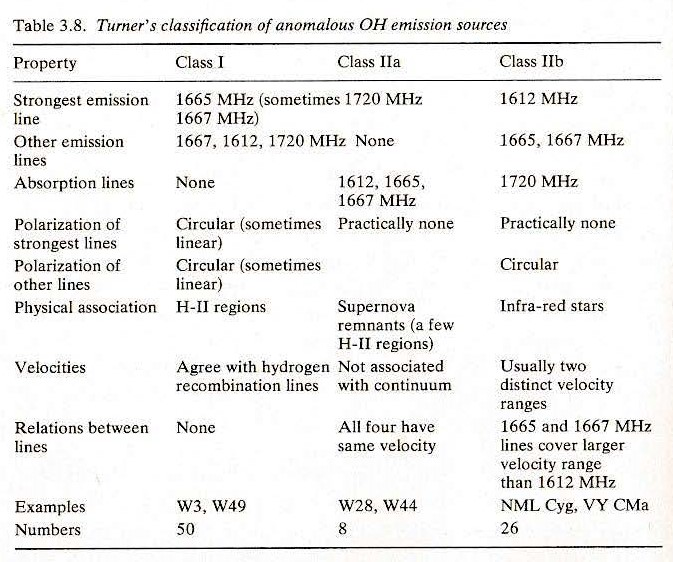 Table 3.8. Turner's classification of anomalous OH emission sources
Property Class I Class IIa Class IIb
Strongest emission 1665 MHz (sometimes 1720 MHz 1612 MHz
line 1667 MHz)
Other emission 1667, 1612, 1720 MHz None 1665, 1667 MHz
lines
Absorption lines None 1612, 1665, 1720 MHz
1667 MHz
Polarization of Circular (sometimes Practically none Practically none
strongest lines linear)
Polarization of Circular (sometimes Circular
other lines linear)
Physical association H-II regions Supernova Infra-red stars
remnants (a few
H-II regions)
Velocities Agree with hydrogen Not associated Usually two
recombination lines with continuum distinct velocity
ranges
Relations between None All four have 1665 and 1667 MHz
lines same velocity lines cover larger
velocity range
than 1612 MHz
Examples W3, W49 W28, W44 NML Cyg, VY CMa
Numbers 50 8 26